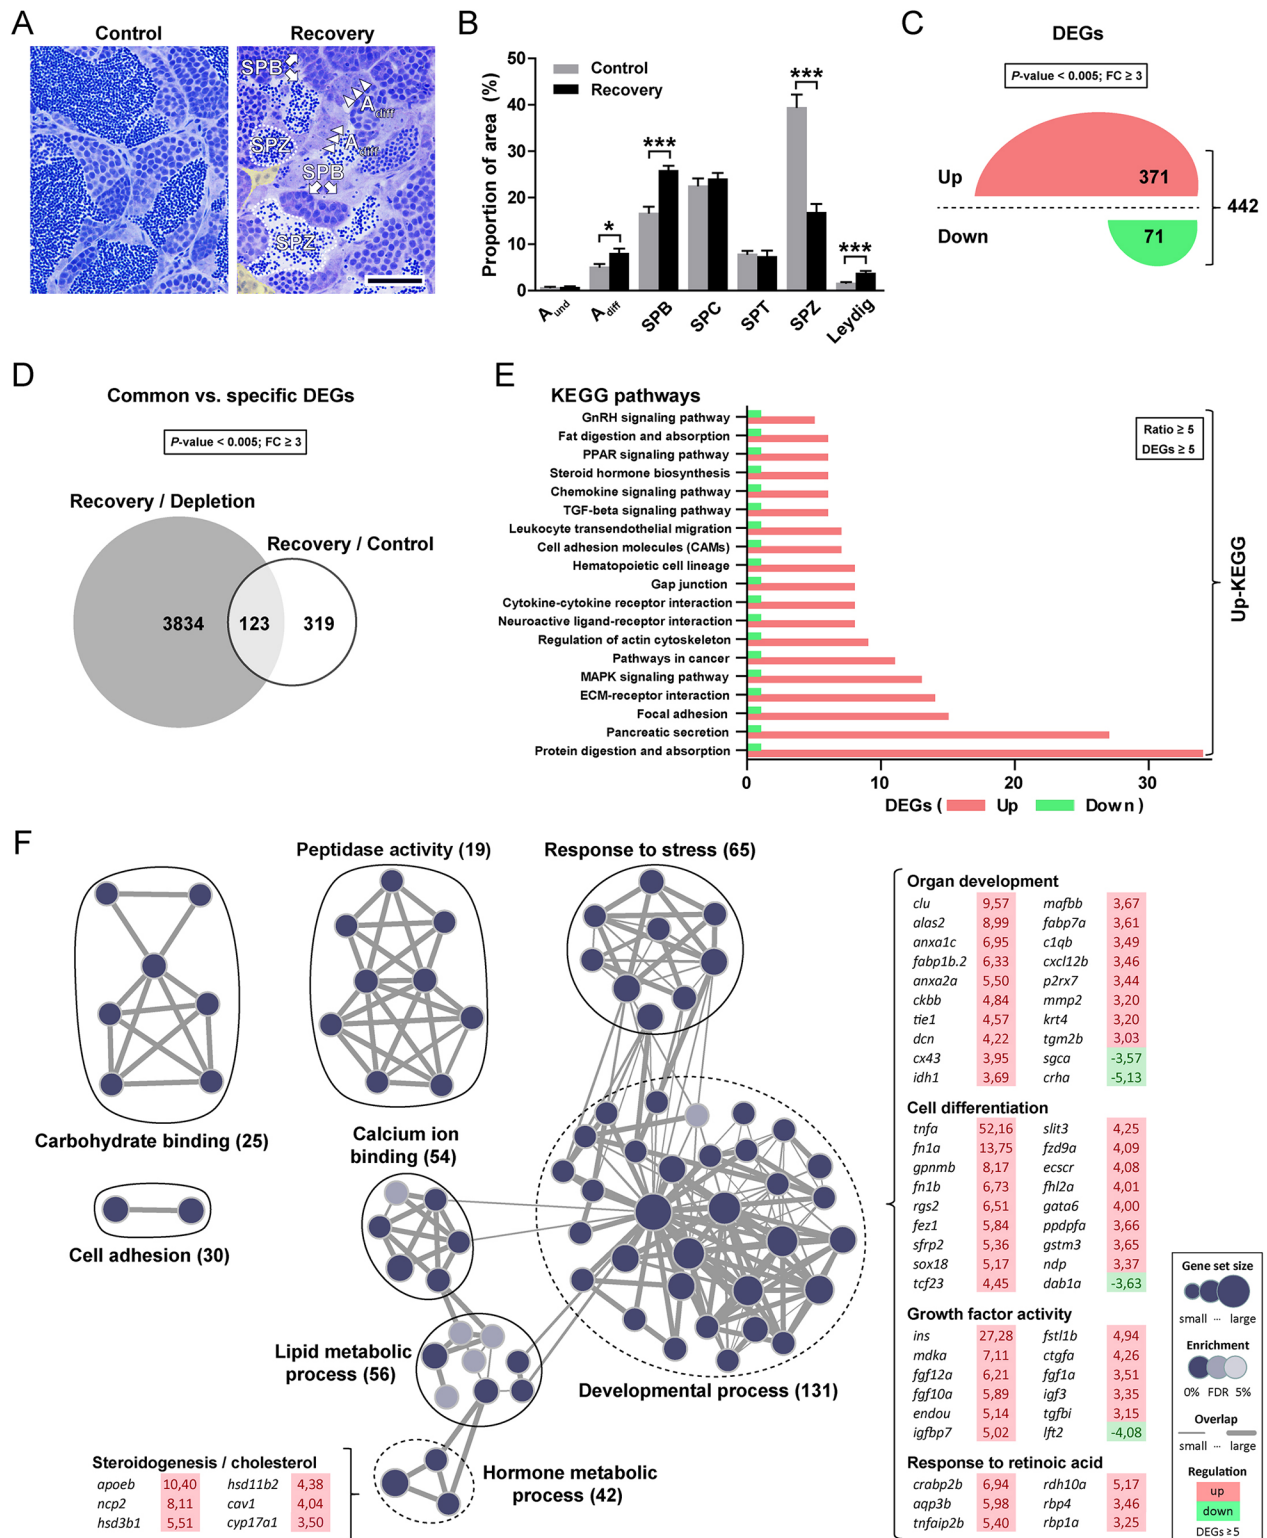 A
Control
Recovery
SPB
A diff
SPZ
A diff
SPB
SPZ
B
Proportion of area (%)
50
40
30
20
10
0
Control
Recovery
*
***
***
***
A und
A diff
SPB
SPC
SPT
SPZ
Leydig
C
DEGs
P-value < 0.005; FC ≥ 3
Up
371
442
Down
71
D
Common vs. specific DEGs
P-value < 0.005; FC ≥ 3
Recovery / Depletion
Recovery / Control
3834
123
319
E
KEGG pathways
GnRH signaling pathway
Fat digestion and absorption
PPAR signaling pathway
Steroid hormone biosynthesis
Chemokine signaling pathway
TGF-beta signaling pathway
Leukocyte transendothelial migration
Cell adhesion molecules (CAMs)
Hematopoietic cell lineage
Gap junction
Cytokine-cytokine receptor interaction
Neuroactive ligand-receptor interaction
Regulation of actin cytoskeleton
Pathways in cancer
MAPK signaling pathway
ECM-receptor interaction
Focal adhesion
Pancreatic secretion
Protein digestion and absorption
Ratio ≥ 5
DEGs ≥ 5
Up-KEGG
0 10 20 30
DEGs ( Up Down )
F
Peptidase activity (19)
Response to stress (65)
Carbohydrate binding (25)
Calcium ion
binding (54)
Cell adhesion (30)
Lipid metabolic
process (56)
Developmental process (131)
Hormone metabolic
process (42)
Steroidogenesis / cholesterol
apoeb 10,40 hsd11b2 4,38
ncp2 8,11 cav1 4,04
hsd3b1 5,51 cyp17a1 3,50
Organ development
clu 9,57 mafbb 3,67
alas2 8,99 fabp7a 3,61
anxa1c 6,95 c1qb 3,49
fabp1b.2 6,33 cxcl12b 3,46
anxa2a 5,50 p2rx7 3,44
ckbb 4,84 mmp2 3,20
tie1 4,57 krt4 3,20
dcn 4,22 tgm2b 3,03
cx43 3,95 sgca -3,57
idh1 3,69 crha -5,13
Cell differentiation
tnfa 52,16 slit3 4,25
fn1a 13,75 fzd9a 4,09
gpnmb 8,17 ecscr 4,08
fn1b 6,73 fhl2a 4,01
rgs2 6,51 gata6 4,00
fez1 5,84 ppdpfa 3,66
sfrp2 5,36 gstm3 3,65
sox18 5,17 ndp 3,37
tcf23 4,45 dab1a -3,63
Growth factor activity
ins 27,28 fstl1b 4,94
mdka 7,11 ctgfa 4,26
fgf12a 6,21 fgf1a 3,51
fgf10a 5,89 igf3 3,35
endou 5,14 tgfbi 3,15
igfbp7 5,02 lft2 -4,08
Response to retinoic acid
crabp2b 6,94 rdh10a 5,17
aqp3b 5,98 rbp4 3,46
tnfaip2b 5,40 rbp1a 3,25
Gene set size
small ... large
Enrichment
0% FDR 5%
Overlap
small ... large
Regulation
up
down
DEGs ≥ 5